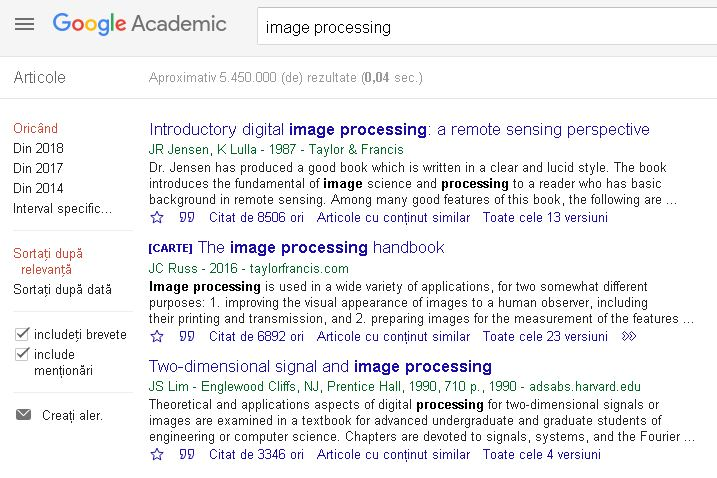 Google Academic
image processing
Articole
Aproximativ 5.450.000 (de) rezultate (0,04 sec.)
Oricând
Din 2018
Din 2017
Din 2014
Interval specific...
Sortați după
relevanță
Sortați după dată
includeți brevete
include
menționări
Creați aler.
Introductory digital image processing: a remote sensing perspective
JR Jensen, K Lulla - 1987 - Taylor & Francis
Dr. Jensen has produced a good book which is written in a clear and lucid style. The book
introduces the fundamental of image science and processing to a reader who has basic
background in remote sensing. Among many good features of this book, the following are ...
Citat de 8506 ori Articole cu conținut similar Toate cele 13 versiuni
[CARTE] The image processing handbook
JC Russ - 2016 - taylorfrancis.com
Image processing is used in a wide variety of applications, for two somewhat different
purposes: 1. improving the visual appearance of images to a human observer, including
their printing and transmission, and 2. preparing images for the measurement of the features ...
Citat de 6892 ori Articole cu conținut similar Toate cele 23 versiuni
Two-dimensional signal and image processing
JS Lim - Englewood Cliffs, NJ, Prentice Hall, 1990, 710 p., 1990 - adsabs.harvard.edu
Theoretical and applications aspects of digital processing for two-dimensional signals or
images are examined in a textbook for advanced undergraduate and graduate students of
engineering or computer science. Chapters are devoted to signals, systems, and the Fourier ...
Citat de 3346 ori Articole cu conținut similar Toate cele 4 versiuni